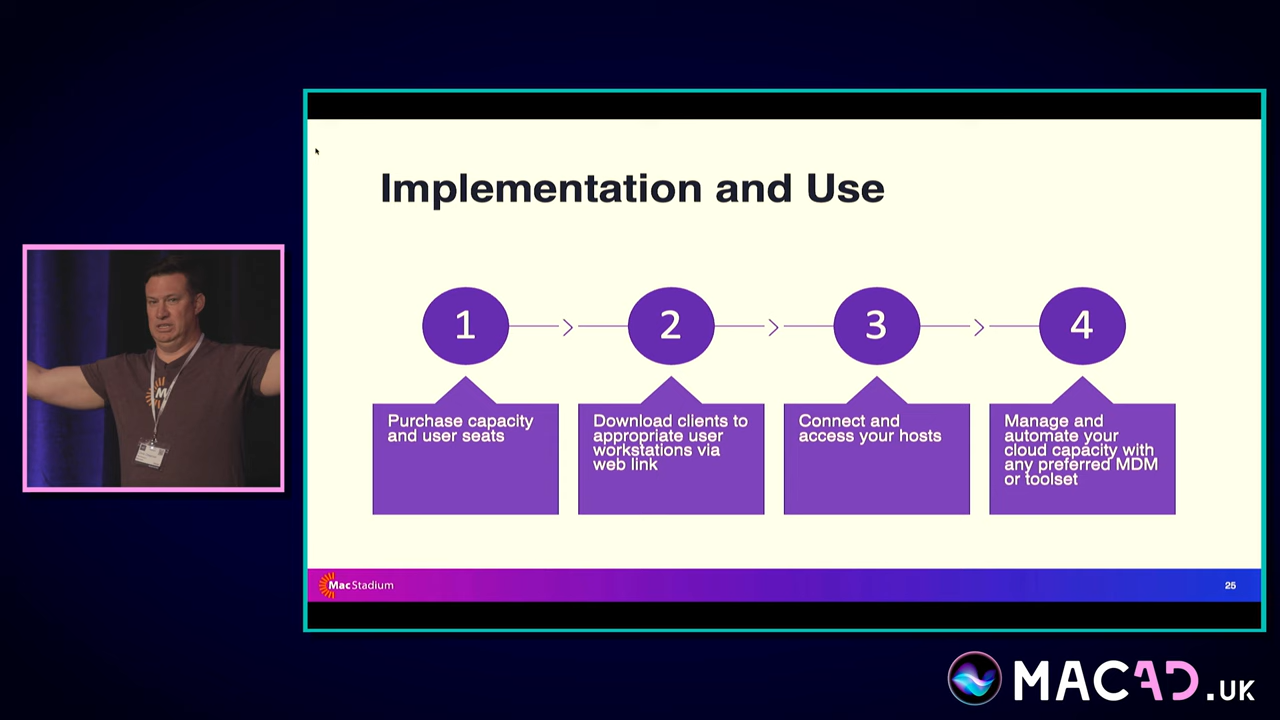 Implementation and Use
1
2
3
4
Purchase capacity
and user seats
Download clients to
appropriate user
workstations via
web link
Connect and
access your hosts
Manage and
automate your
cloud capacity with
any preferred MDM
or toolset
MacStadium
25
MACAD.UK